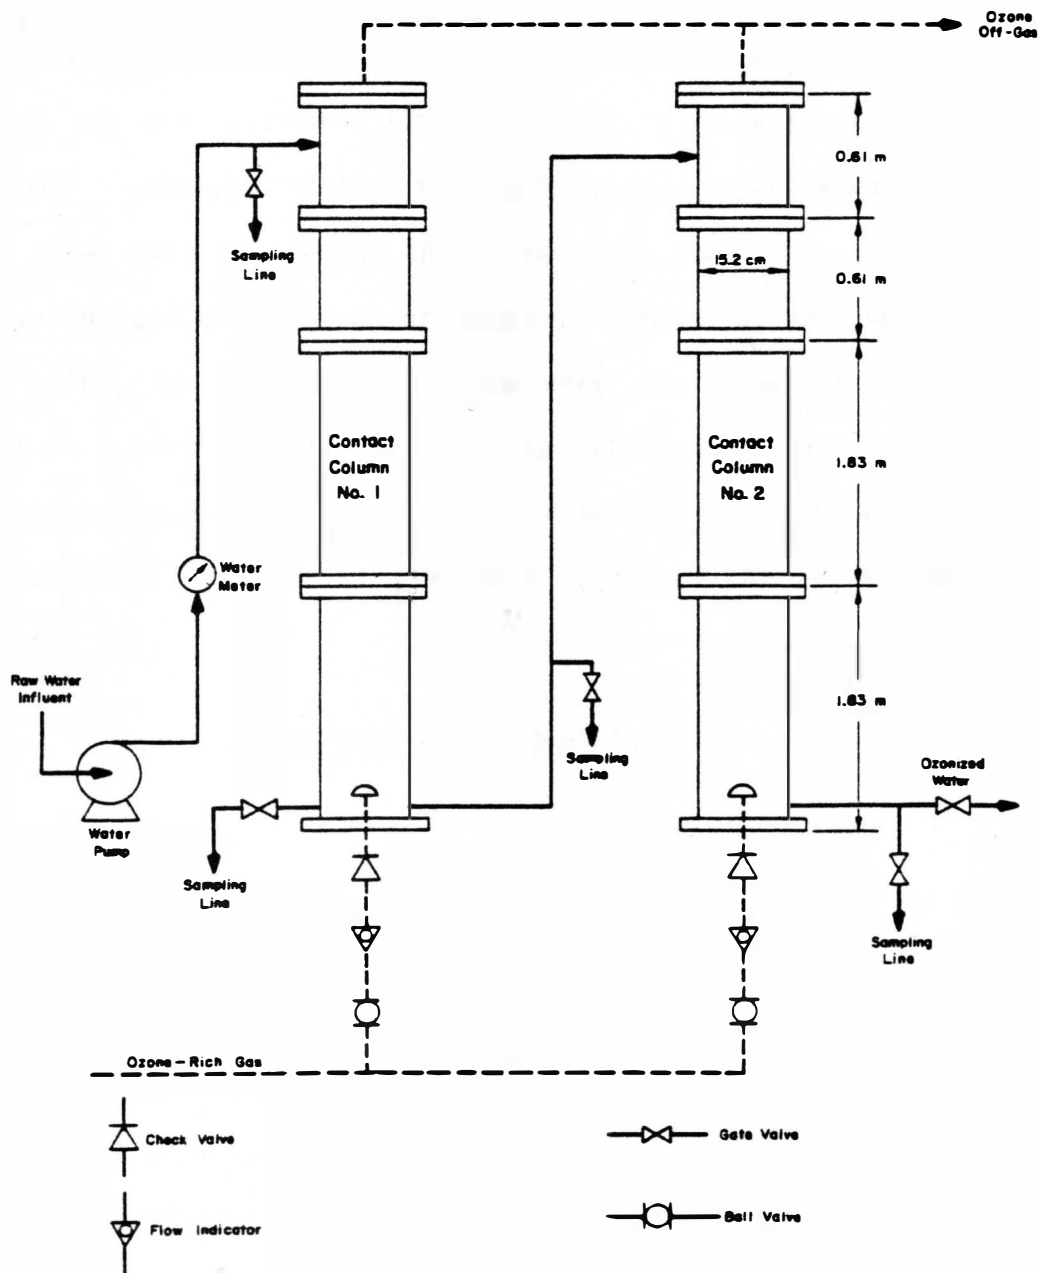 Ozone
Off-Gas
0.61 m
Sampling
Line
15.2 cm
0.61 m
Contact
Column
No. 1
Contact
Column
No. 2
1.83 m
Water
Meter
Raw Water
Influent
1.83 m
Sampling
Line
Ozonized
Water
Water
Pump
Sampling
Line
Sampling
Line
Ozone-Rich Gas
Check Valve
Gate Valve
Flow Indicator
Ball Valve